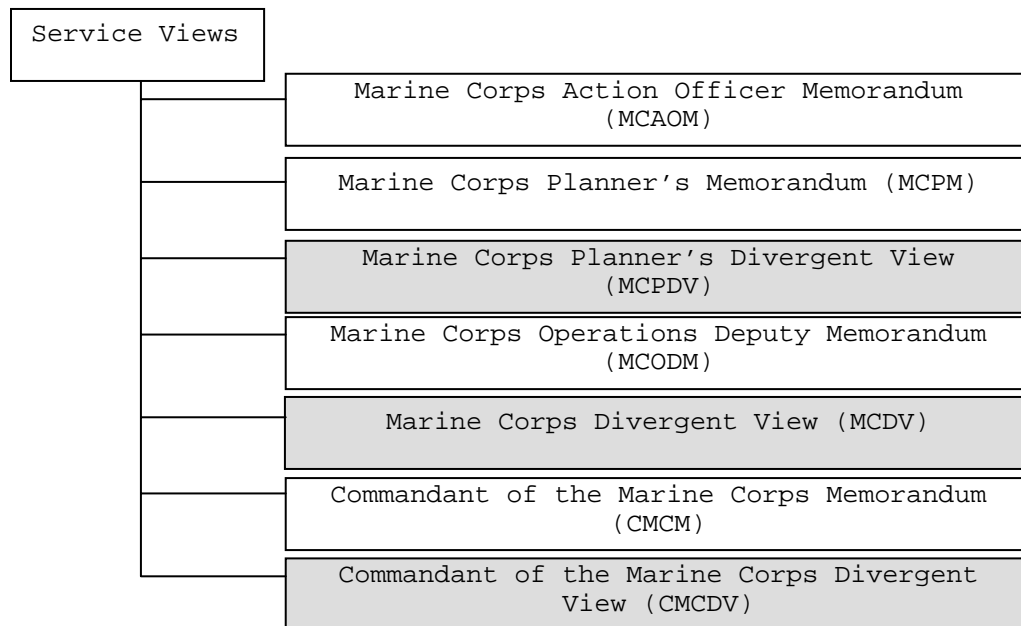 Service Views
Marine Corps Action Officer Memorandum
(MCAOM)
Marine Corps Planner’s Memorandum (MCPM)
Marine Corps Planner’s Divergent View
(MCPDV)
Marine Corps Operations Deputy Memorandum
(MCODM)
Marine Corps Divergent View (MCDV)
Commandant of the Marine Corps Memorandum
(CMCM)
Commandant of the Marine Corps Divergent
View (CMCDV)